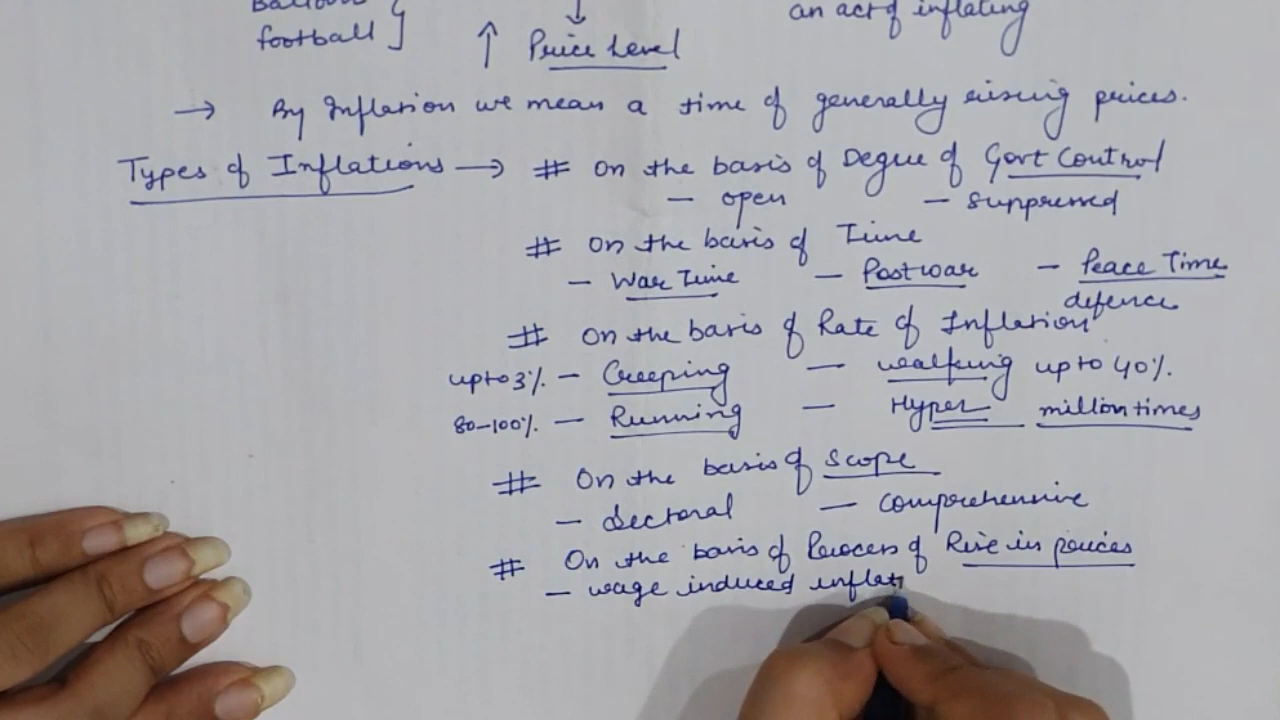 Balloon }
football }
↓
↑ Price Level
an act of inflating
→ By Inflation we mean a time of generally rising prices.
Types of Inflations → # On the basis of Degree of Govt Control
- open - Suppressed
# On the basis of Time
- War Time - Postwar - Peace Time
defence
# On the basis of Rate of Inflation
upto 3%. - Creeping - walking upto 40%.
80-100%. - Running - Hyper million times
# On the basis of Scope
- Sectoral - Comprehensive
# On the basis of Process of Rise in prices
- wage induced inflati